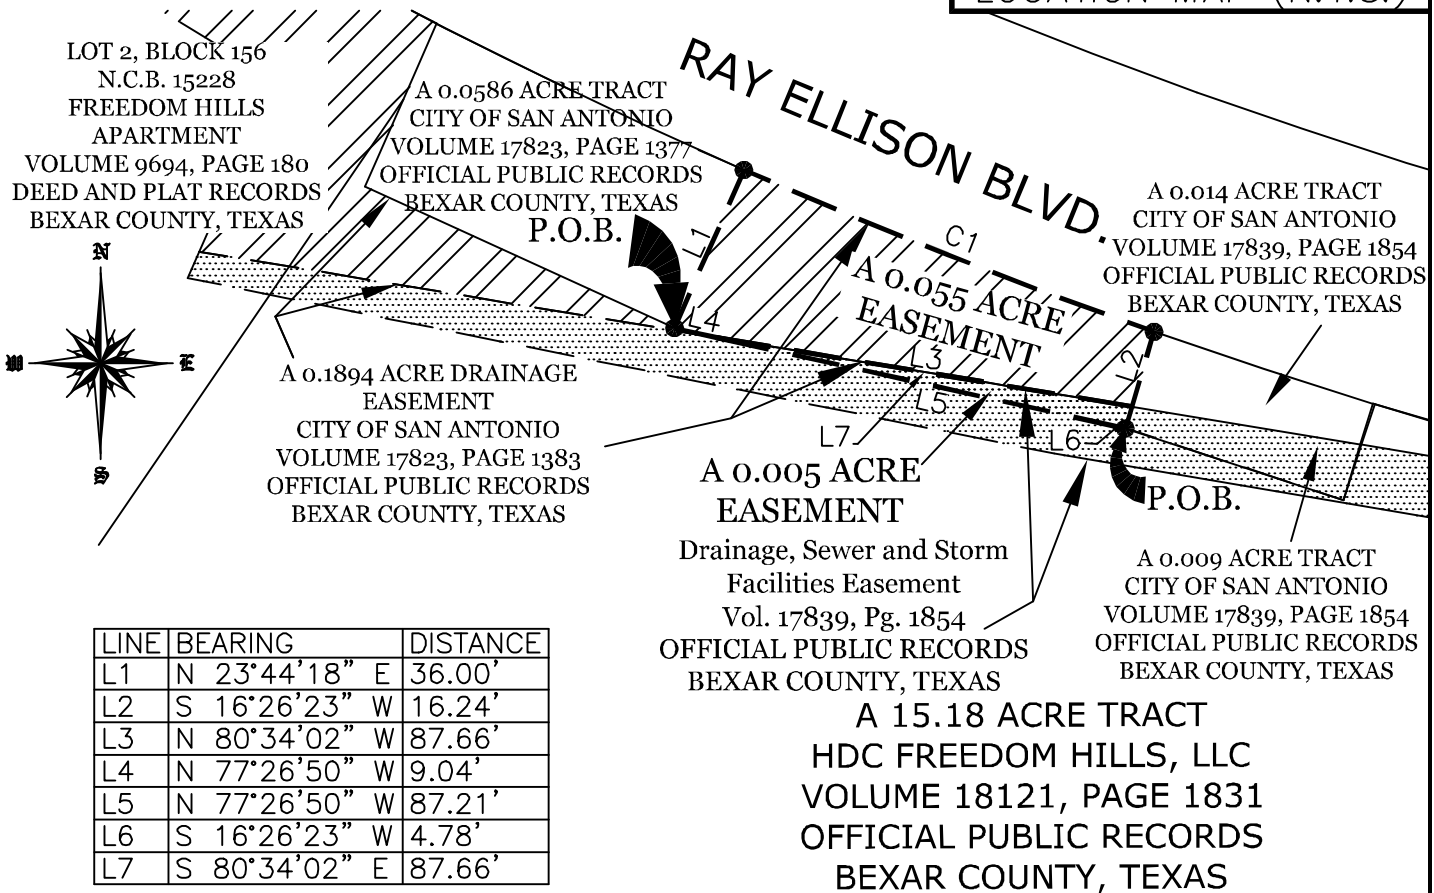 LOCATION MAP (N.T.S.)
LOT 2, BLOCK 156
N.C.B. 15228
FREEDOM HILLS
APARTMENT
VOLUME 9694, PAGE 180
DEED AND PLAT RECORDS
BEXAR COUNTY, TEXAS
A 0.0586 ACRE TRACT
CITY OF SAN ANTONIO
VOLUME 17823, PAGE 1377
OFFICIAL PUBLIC RECORDS
BEXAR COUNTY, TEXAS
P.O.B.
RAY ELLISON BLVD.
A 0.014 ACRE TRACT
CITY OF SAN ANTONIO
VOLUME 17839, PAGE 1854
OFFICIAL PUBLIC RECORDS
BEXAR COUNTY, TEXAS
L1
C1
A 0.055 ACRE
EASEMENT
L2
L4
L3
L5
L7
L6
N
W
E
S
A 0.1894 ACRE DRAINAGE
EASEMENT
CITY OF SAN ANTONIO
VOLUME 17823, PAGE 1383
OFFICIAL PUBLIC RECORDS
BEXAR COUNTY, TEXAS
A 0.005 ACRE
EASEMENT
Drainage, Sewer and Storm
Facilities Easement
Vol. 17839, Pg. 1854
OFFICIAL PUBLIC RECORDS
BEXAR COUNTY, TEXAS
P.O.B.
A 0.009 ACRE TRACT
CITY OF SAN ANTONIO
VOLUME 17839, PAGE 1854
OFFICIAL PUBLIC RECORDS
BEXAR COUNTY, TEXAS
A 15.18 ACRE TRACT
HDC FREEDOM HILLS, LLC
VOLUME 18121, PAGE 1831
OFFICIAL PUBLIC RECORDS
BEXAR COUNTY, TEXAS
LINE BEARING DISTANCE
L1 N 23°44'18" E 36.00'
L2 S 16°26'23" W 16.24'
L3 N 80°34'02" W 87.66'
L4 N 77°26'50" W 9.04'
L5 N 77°26'50" W 87.21'
L6 S 16°26'23" W 4.78'
L7 S 80°34'02" E 87.66'